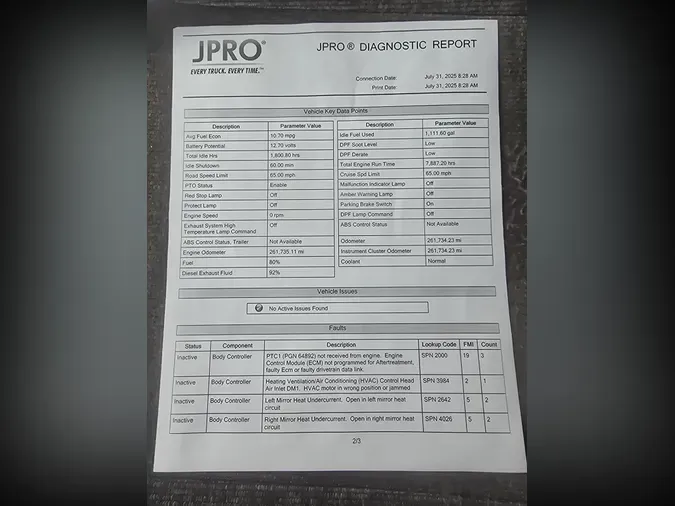 JPRO®
EVERY TRUCK. EVERY TIME.™
JPRO ® DIAGNOSTIC REPORT
Connection Date: July 31, 2025 8:28 AM
Print Date: July 31, 2025 8:28 AM
Vehicle Key Data Points
Description Parameter Value
Avg Fuel Econ 10.70 mpg
Battery Potential 12.70 volts
Total Idle Hrs 1,890.80 hrs
Idle Shutdown 60.00 min
Road Speed Limit 65.00 mph
PTO Status Enable
Red Stop Lamp Off
Protect Lamp Off
Engine Speed 0 rpm
Exhaust System High Off
Temperature Lamp Command
ABS Control Status, Trailer Not Available
Engine Odometer 261,735.11 mi
Fuel 80%
Diesel Exhaust Fluid 92%
Description Parameter Value
Idle Fuel Used 1,111.60 gal
DPF Soot Level Low
DPF Derate Low
Total Engine Run Time 7,887.20 hrs
Cruise Spd Limit 65.00 mph
Malfunction Indicator Lamp Off
Amber Warning Lamp Off
Parking Brake Switch On
DPF Lamp Command Off
ABS Control Status Not Available
Odometer 261,734.23 mi
Instrument Cluster Odometer 261,734.23 mi
Coolant Normal
Vehicle Issues
No Active Issues Found
Faults
Status Component Description Lookup Code FMI Count
Inactive Body Controller PTC1 (PGN 64892) not received from engine. Engine SPN 2000 19 3
Control Module (ECM) not programmed for Aftertreatment,
faulty Ecm or faulty drivetrain data link.
Inactive Body Controller Heating Ventilation/Air Conditioning (HVAC) Control Head SPN 3984 2 1
Air Inlet DM1. HVAC motor in wrong position or jammed
Inactive Body Controller Left Mirror Heat Undercurrent. Open in left mirror heat SPN 2642 5 2
circuit
Inactive Body Controller Right Mirror Heat Undercurrent. Open in right mirror heat SPN 4026 5 2
circuit
2/3